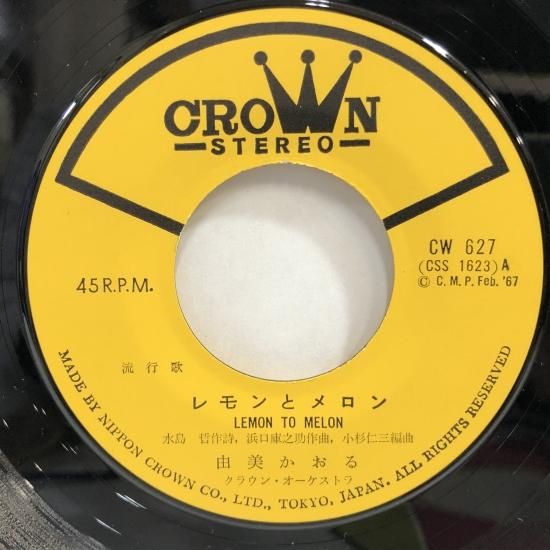 CROWN
STEREO
45 R.P.M.
CW 627
(CSS 1623) A
© C. M. P. Feb. '67
流行歌
レモンとメロン
LEMON TO MELON
水島 哲作詩, 浜口庫之助作曲, 小杉仁三編曲
由美かおる
クラウン・オーケストラ
MADE BY NIPPON CROWN CO., LTD., TOKYO, JAPAN. ALL RIGHTS RESERVED